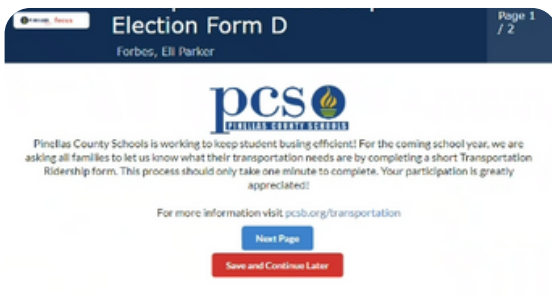 focus
Election Form D
Page 1
/ 2
Forbes, Eli Parker
pcs
PINELLAS COUNTY SCHOOLS
Pinellas County Schools is working to keep student busing efficient! For the coming school year, we are
asking all families to let us know what their transportation needs are by completing a short Transportation
Ridership form. This process should only take one minute to complete. Your participation is greatly
appreciated!
For more information visit pcsb.org/transportation
Next Page
Save and Continue Later